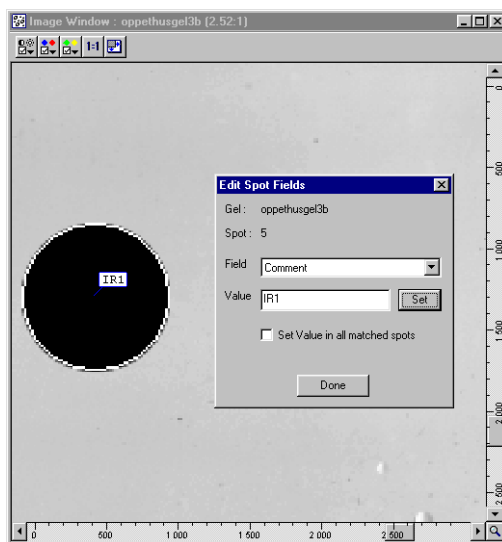 Image Window : oppethusgel3b (2.52:1)
1:1
IR1
Edit Spot Fields
Gel : oppethusgel3b
Spot : 5
Field Comment
Value IR1 Set
Set Value in all matched spots
Done
0
500
1 000
1 500
2 000
2 500
0 500 1 000 1 500 2 000 2 500